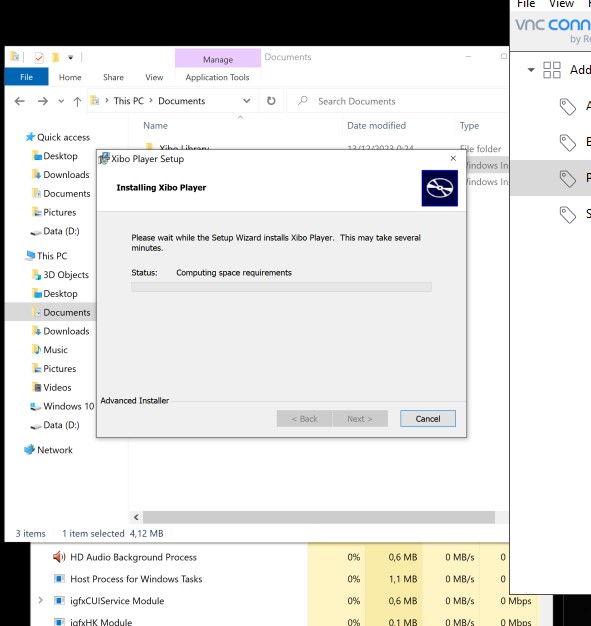 File View
vnc conn
by Re
Manage
Documents
File Home Share View Application Tools
This PC > Documents
Search Documents
Name Date modified Type
Quick access
Desktop
Downloads
Documents
Pictures
Data (D:)
This PC
3D Objects
Desktop
Documents
Downloads
Music
Pictures
Videos
Windows 10
Data (D:)
Network
Xibo Library 13/12/2023 0:24 File folder
Windows In
Windows In
Xibo Player Setup
Installing Xibo Player
Please wait while the Setup Wizard installs Xibo Player. This may take several
minutes.
Status: Computing space requirements
Advanced Installer
< Back Next > Cancel
3 items 1 item selected 4,12 MB
Add
HD Audio Background Process 0% 0,6 MB 0 MB/s 0
Host Process for Windows Tasks 0% 1,1 MB 0 MB/s 0
igfxCUIService Module 0% 0,6 MB 0 MB/s 0 Mbps
igfxHK Module 0% 0,1 MB 0 MB/s 0 Mbps